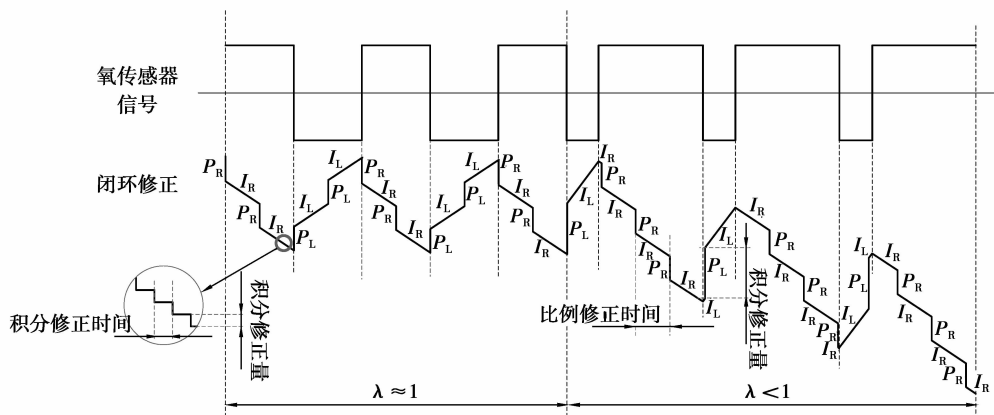 氧传感器
信号
闭环修正
P_R I_R P_R I_R P_L I_L P_L I_L P_R I_R P_R I_R P_L I_L P_L I_L P_R I_R P_R I_R P_L I_L I_R P_R I_R P_R I_R P_R I_R I_L P_L I_L I_R P_R I_R P_R I_R P_R I_R I_L P_L I_L I_R P_R I_R P_R I_R P_R I_R
积分修正时间
积分修正量
比例修正时间
积分修正量
λ≈1
λ<1